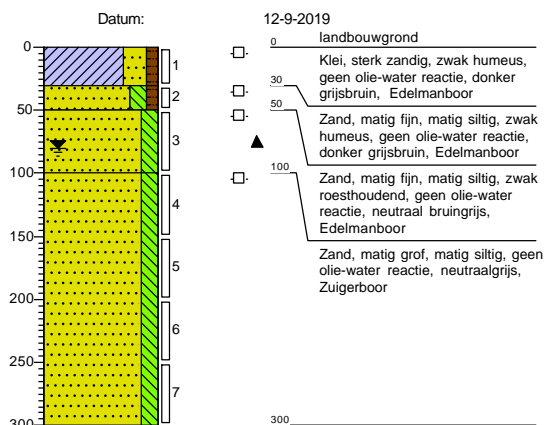 Datum: 12-9-2019
0
50
100
150
200
250
300
1
2
3
4
5
6
7
0 landbouwgrond
Klei, sterk zandig, zwak humeus,
geen olie-water reactie, donker
grijsbruin, Edelmanboor
30
Zand, matig fijn, matig siltig, zwak
humeus, geen olie-water reactie,
donker grijsbruin, Edelmanboor
50
Zand, matig fijn, matig siltig, zwak
roesthoudend, geen olie-water
reactie, neutraal bruingrijs,
Edelmanboor
100
Zand, matig grof, matig siltig, geen
olie-water reactie, neutraalgrijs,
Zuigerboor
300